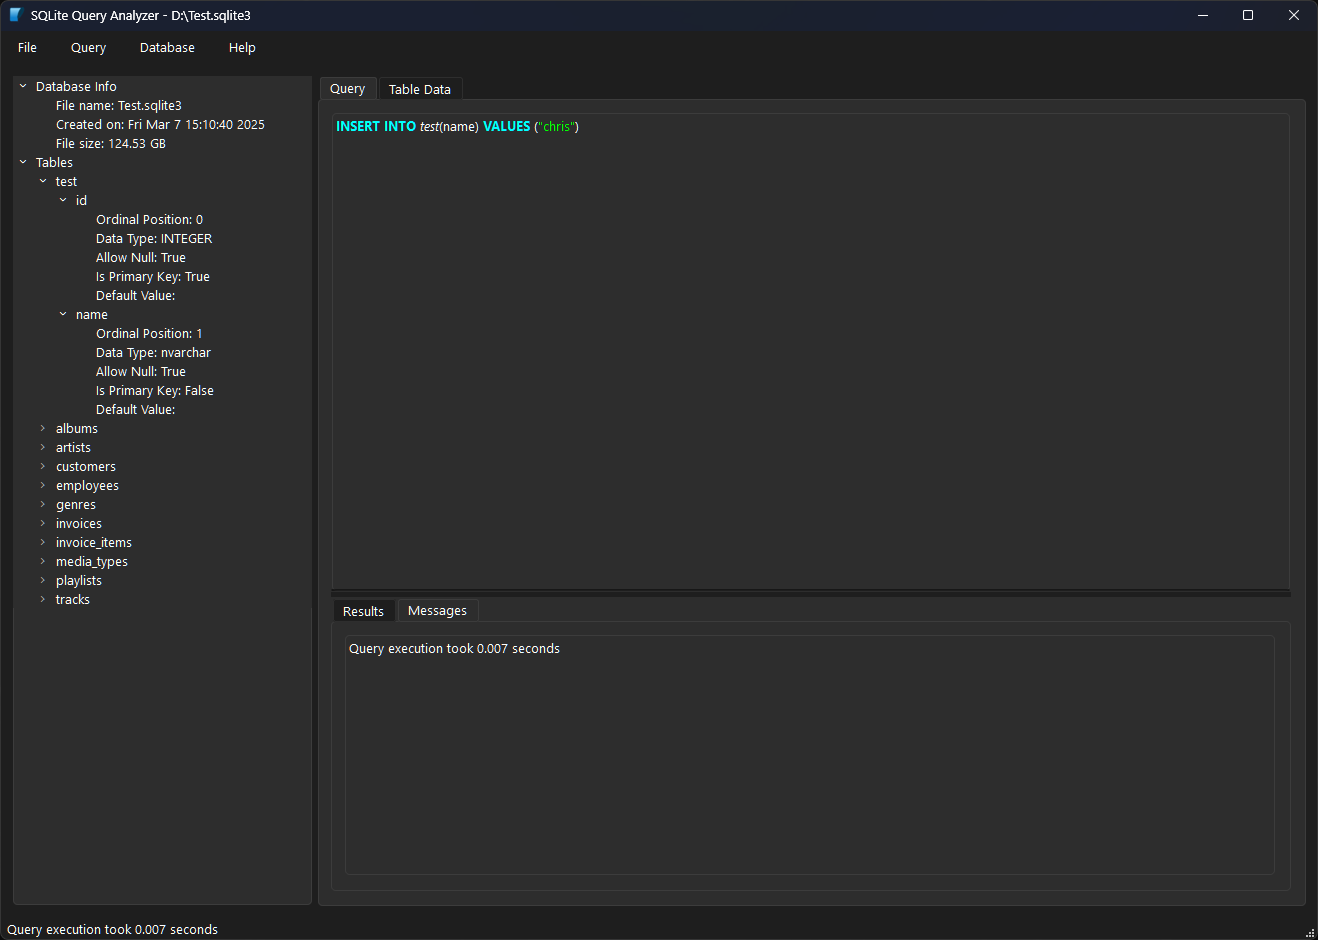 SQLite Query Analyzer - D:\Test.sqlite3
File Query Database Help
Database Info
File name: Test.sqlite3
Created on: Fri Mar 7 15:10:40 2025
File size: 124.53 GB
Tables
test
id
Ordinal Position: 0
Data Type: INTEGER
Allow Null: True
Is Primary Key: True
Default Value:
name
Ordinal Position: 1
Data Type: nvarchar
Allow Null: True
Is Primary Key: False
Default Value:
albums
artists
customers
employees
genres
invoices
invoice_items
media_types
playlists
tracks
Query Table Data
INSERT INTO test(name) VALUES ("chris")
Results Messages
Query execution took 0.007 seconds
Query execution took 0.007 seconds